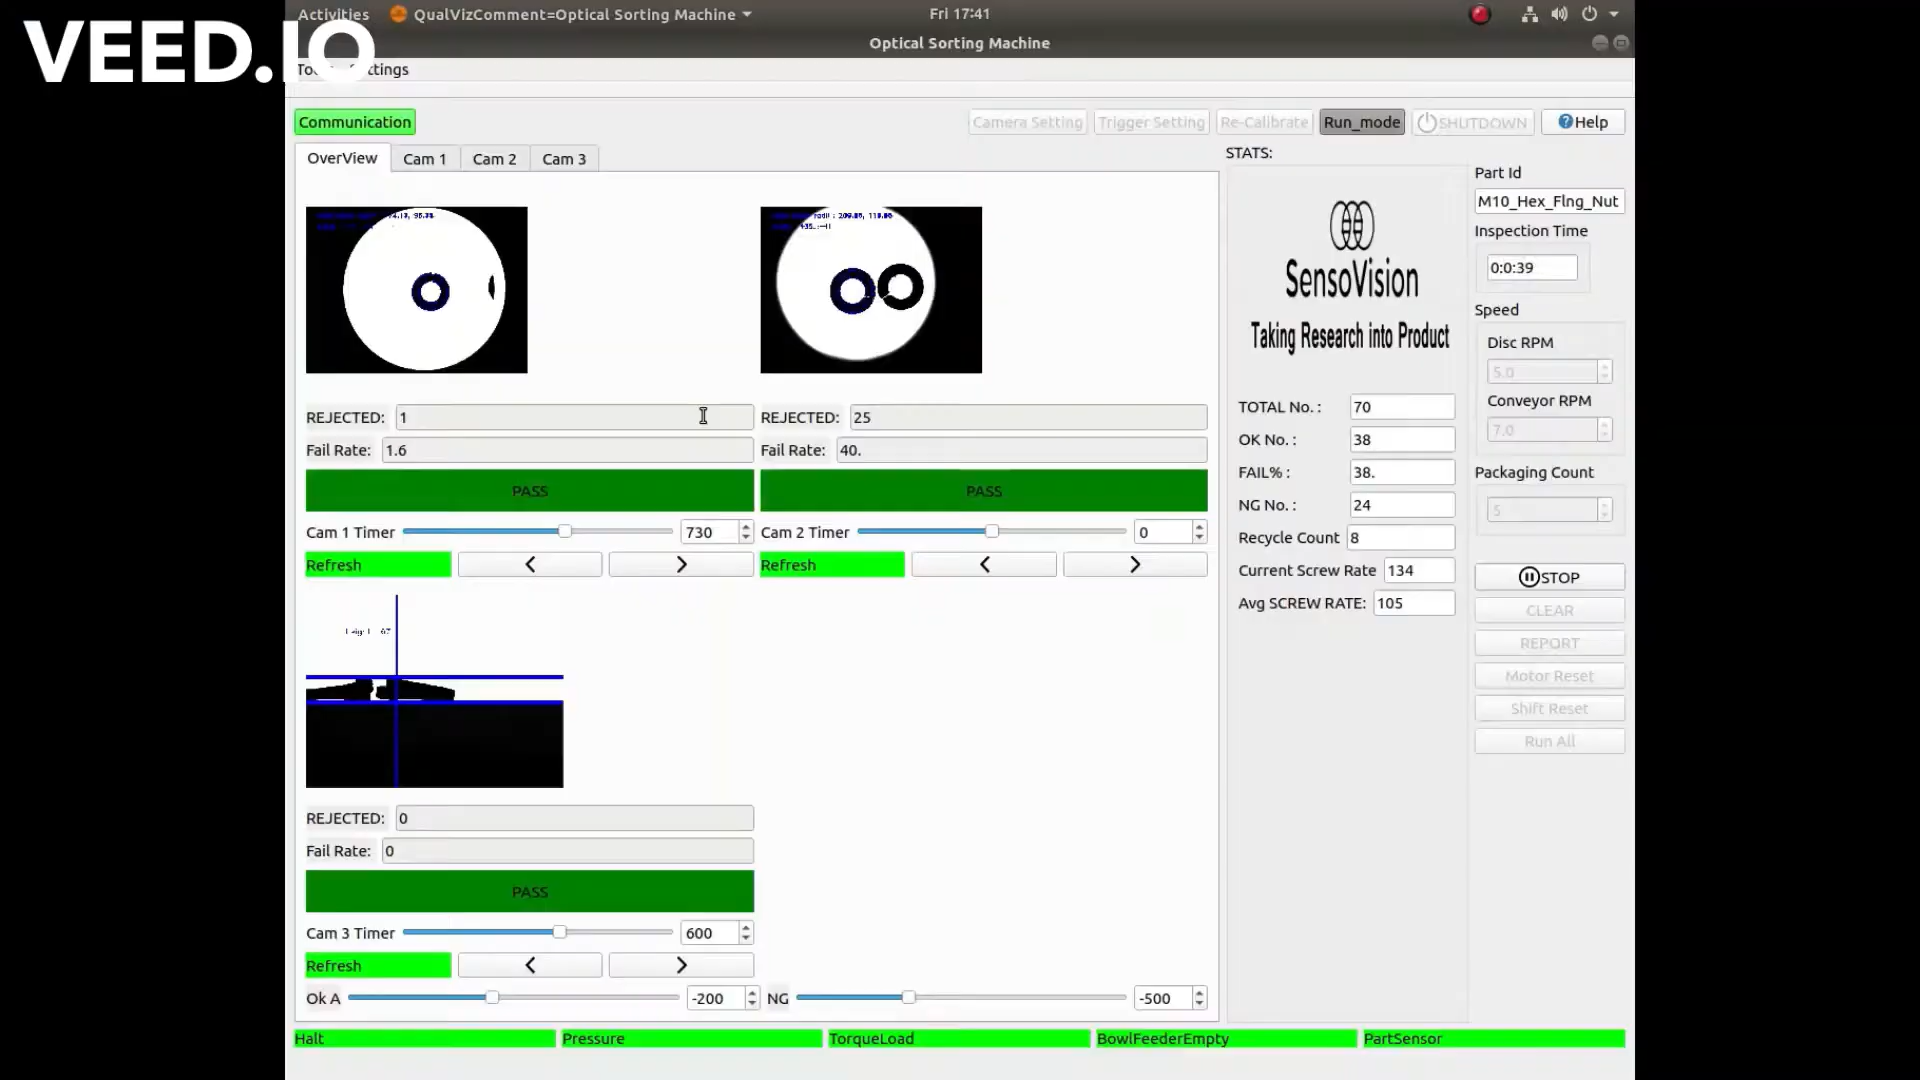 VEED.IO
Activities
QualVizComment=Optical Sorting Machine
Fri 17:41
Optical Sorting Machine
Communication
Camera Setting
Trigger Setting
Re-Calibrate
Run_mode
SHUTDOWN
Help
OverView
Cam 1
Cam 2
Cam 3
REJECTED: 1
Fail Rate: 1.6
PASS
Cam 1 Timer 730
Refresh < >
REJECTED: 25
Fail Rate: 40.
PASS
Cam 2 Timer 0
Refresh < >
REJECTED: 0
Fail Rate: 0
PASS
Cam 3 Timer 600
Refresh < >
Ok A -200 NG -500
STATS:
SensoVision
Taking Research into Product
TOTAL No. : 70
OK No. : 38
FAIL% : 38.
NG No. : 24
Recycle Count 8
Current Screw Rate 134
Avg SCREW RATE: 105
Part Id
M10_Hex_Flng_Nut
Inspection Time
0:0:39
Speed
Disc RPM
5.0
Conveyor RPM
7.0
Packaging Count
5
STOP
CLEAR
REPORT
Motor Reset
Shift Reset
Run All
Halt
Pressure
TorqueLoad
BowlFeederEmpty
PartSensor